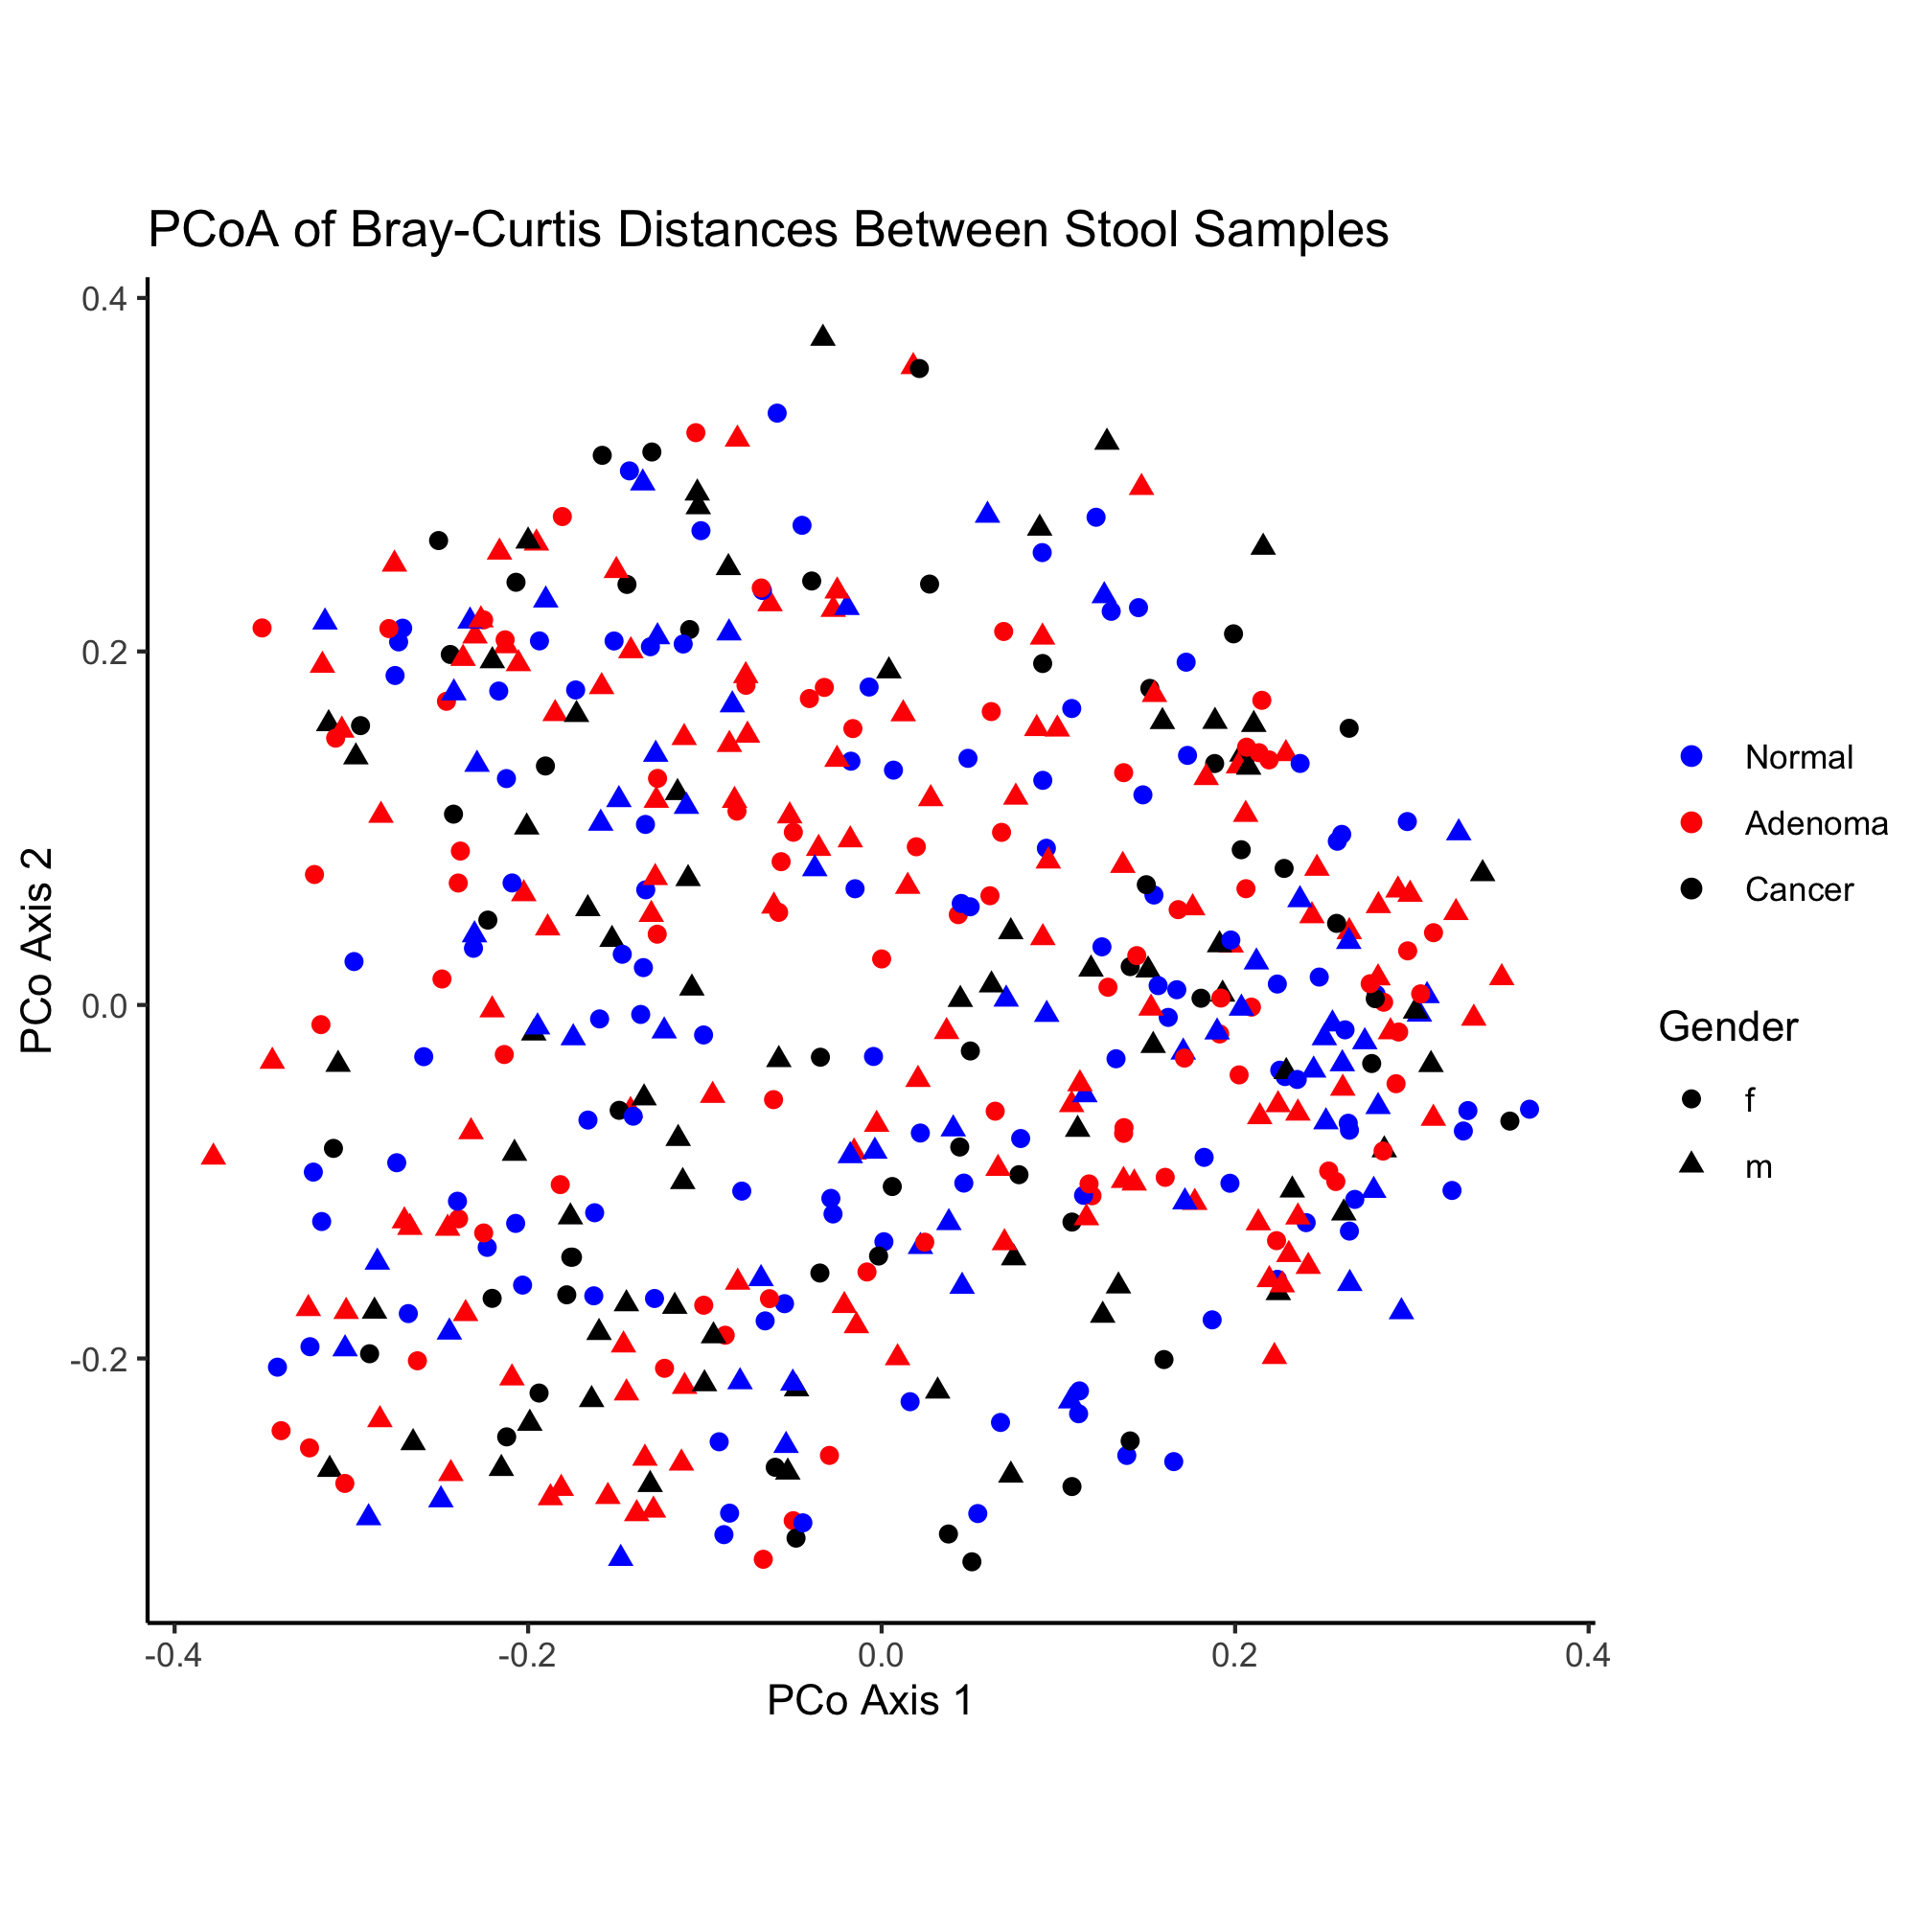 PCoA of Bray-Curtis Distances Between Stool Samples
0.4
0.2
0.0
-0.2
PCo Axis 2
-0.4
-0.2
0.0
0.2
0.4
PCo Axis 1
Normal
Adenoma
Cancer
Gender
f
m